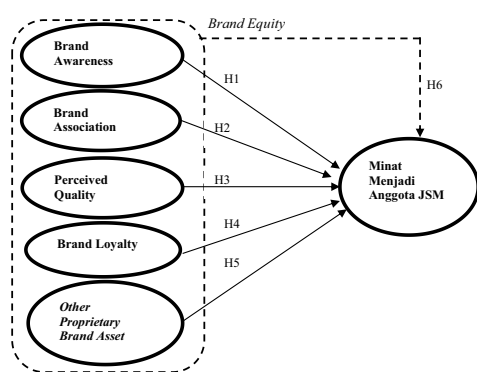 Brand Equity
Brand
Awareness
H1
H6
Brand
Association
H2
Perceived
Quality
H3
Minat
Menjadi
Anggota JSM
Brand Loyalty
H4
H5
Other
Proprietary
Brand Asset